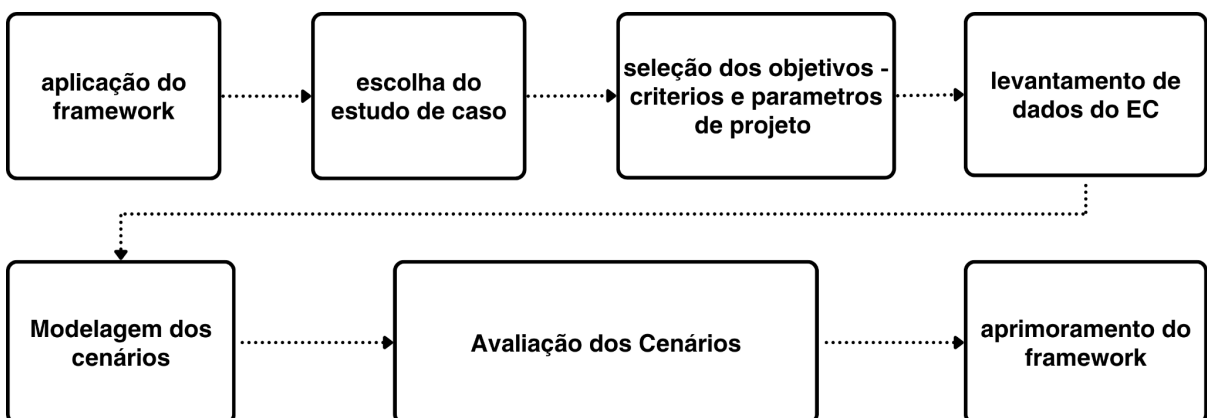 aplicação do
framework
escolha do
estudo de caso
seleção dos objetivos -
criterios e parametros
de projeto
levantamento de
dados do EC
Modelagem dos
cenários
Avaliação dos Cenários
aprimoramento do
framework